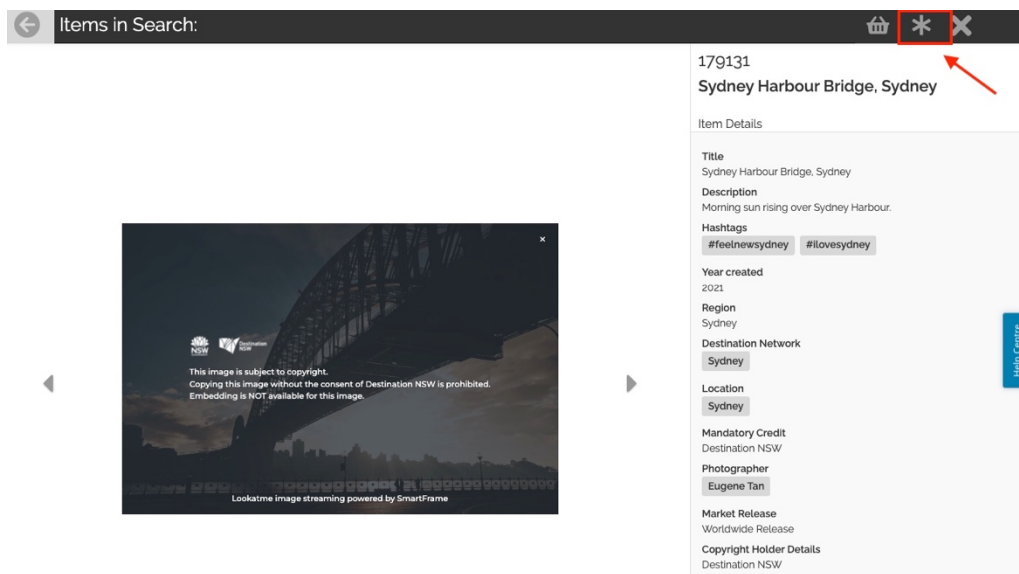 Items in Search:
179131
Sydney Harbour Bridge, Sydney
Item Details
Title
Sydney Harbour Bridge, Sydney
Description
Morning sun rising over Sydney Harbour.
Hashtags
#feelnewsydney #ilovesydney
Year created
2021
Region
Sydney
Destination Network
Sydney
Location
Sydney
Mandatory Credit
Destination NSW
Photographer
Eugene Tan
Market Release
Worldwide Release
Copyright Holder Details
Destination NSW
NSW
Destination
NSW
This image is subject to copyright.
Copying this image without the consent of Destination NSW is prohibited.
Embedding is NOT available for this image.
Lookatme image streaming powered by SmartFrame
Help Centre